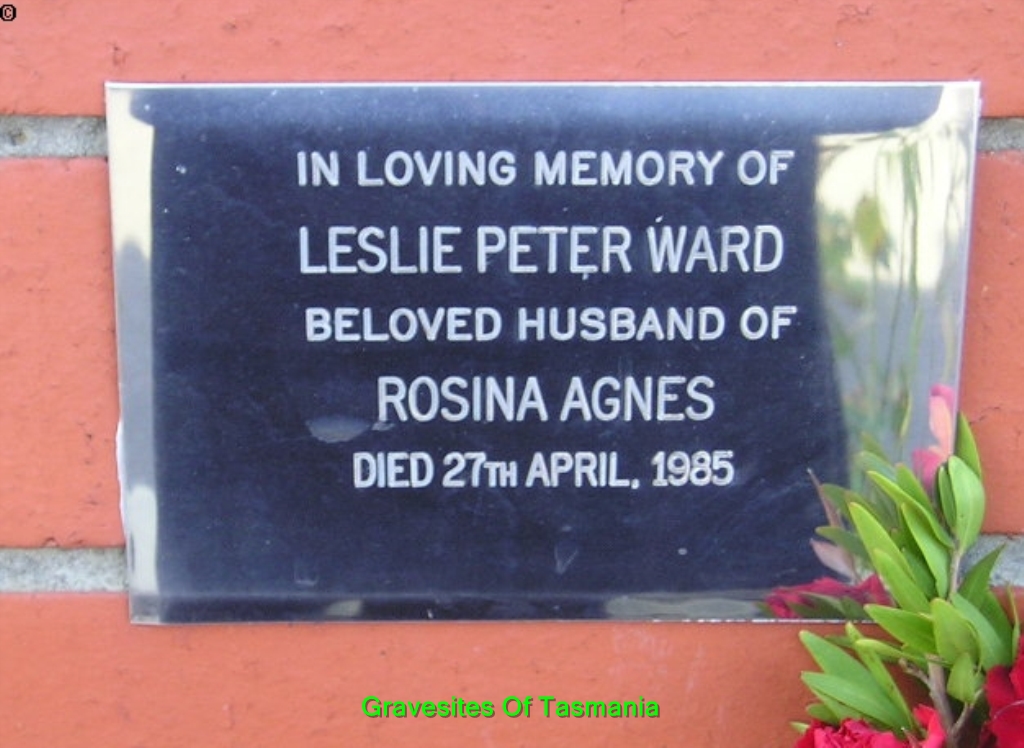 ©
IN LOVING MEMORY OF
LESLIE PETER WARD
BELOVED HUSBAND OF
ROSINA AGNES
DIED 27TH APRIL, 1985
Gravesites Of Tasmania